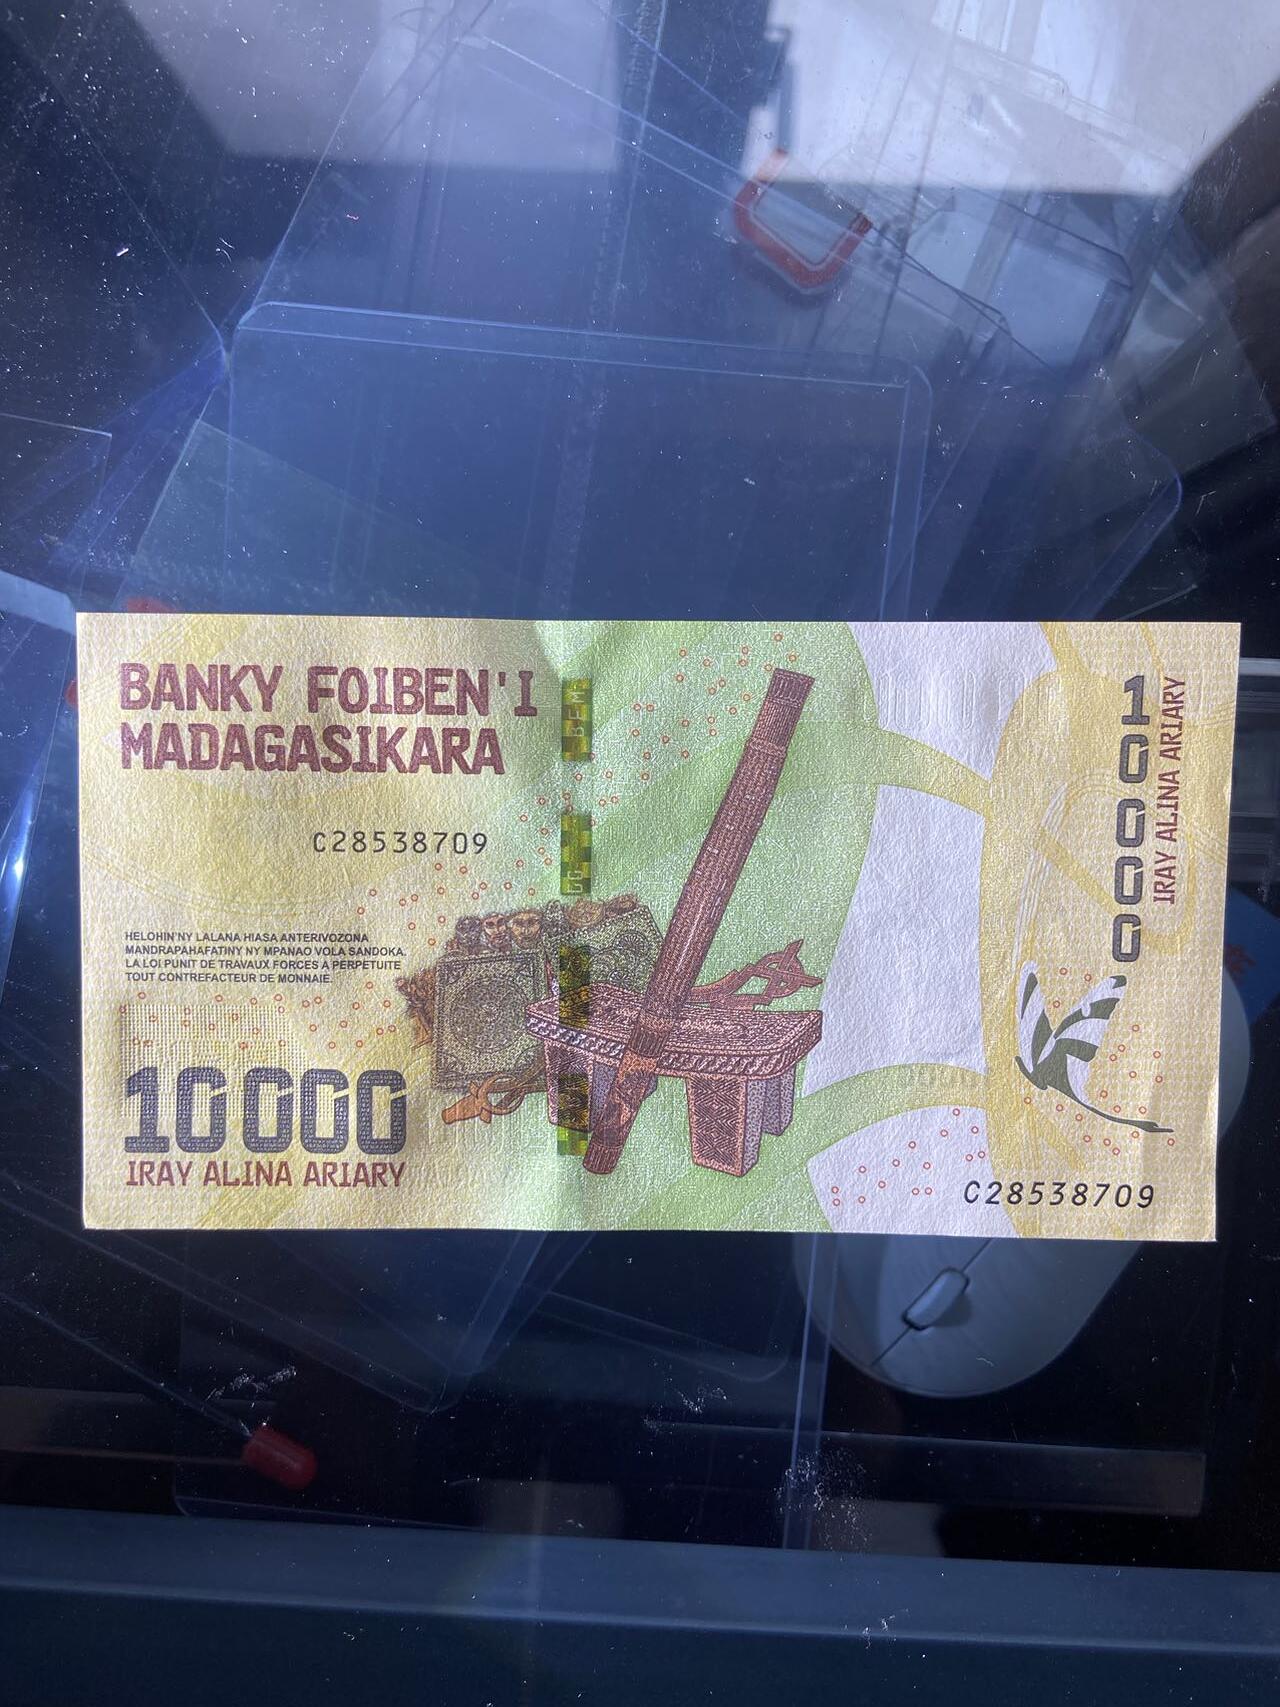 BANKY FOIBEN'I
MADAGASIKARA
C28538709
HELOHIN'NY LALANA HIASA ANTERIVOZONA
MANDRAPAHAFATINY NY MPANAO VOLA SANDOKA.
LA LOI PUNIT DE TRAVAUX FORCES A PERPETUITE
TOUT CONTREFACTEUR DE MONNAIE.
10000
IRAY ALINA ARIARY
BFM
10000
IRAY ALINA ARIARY
C28538709